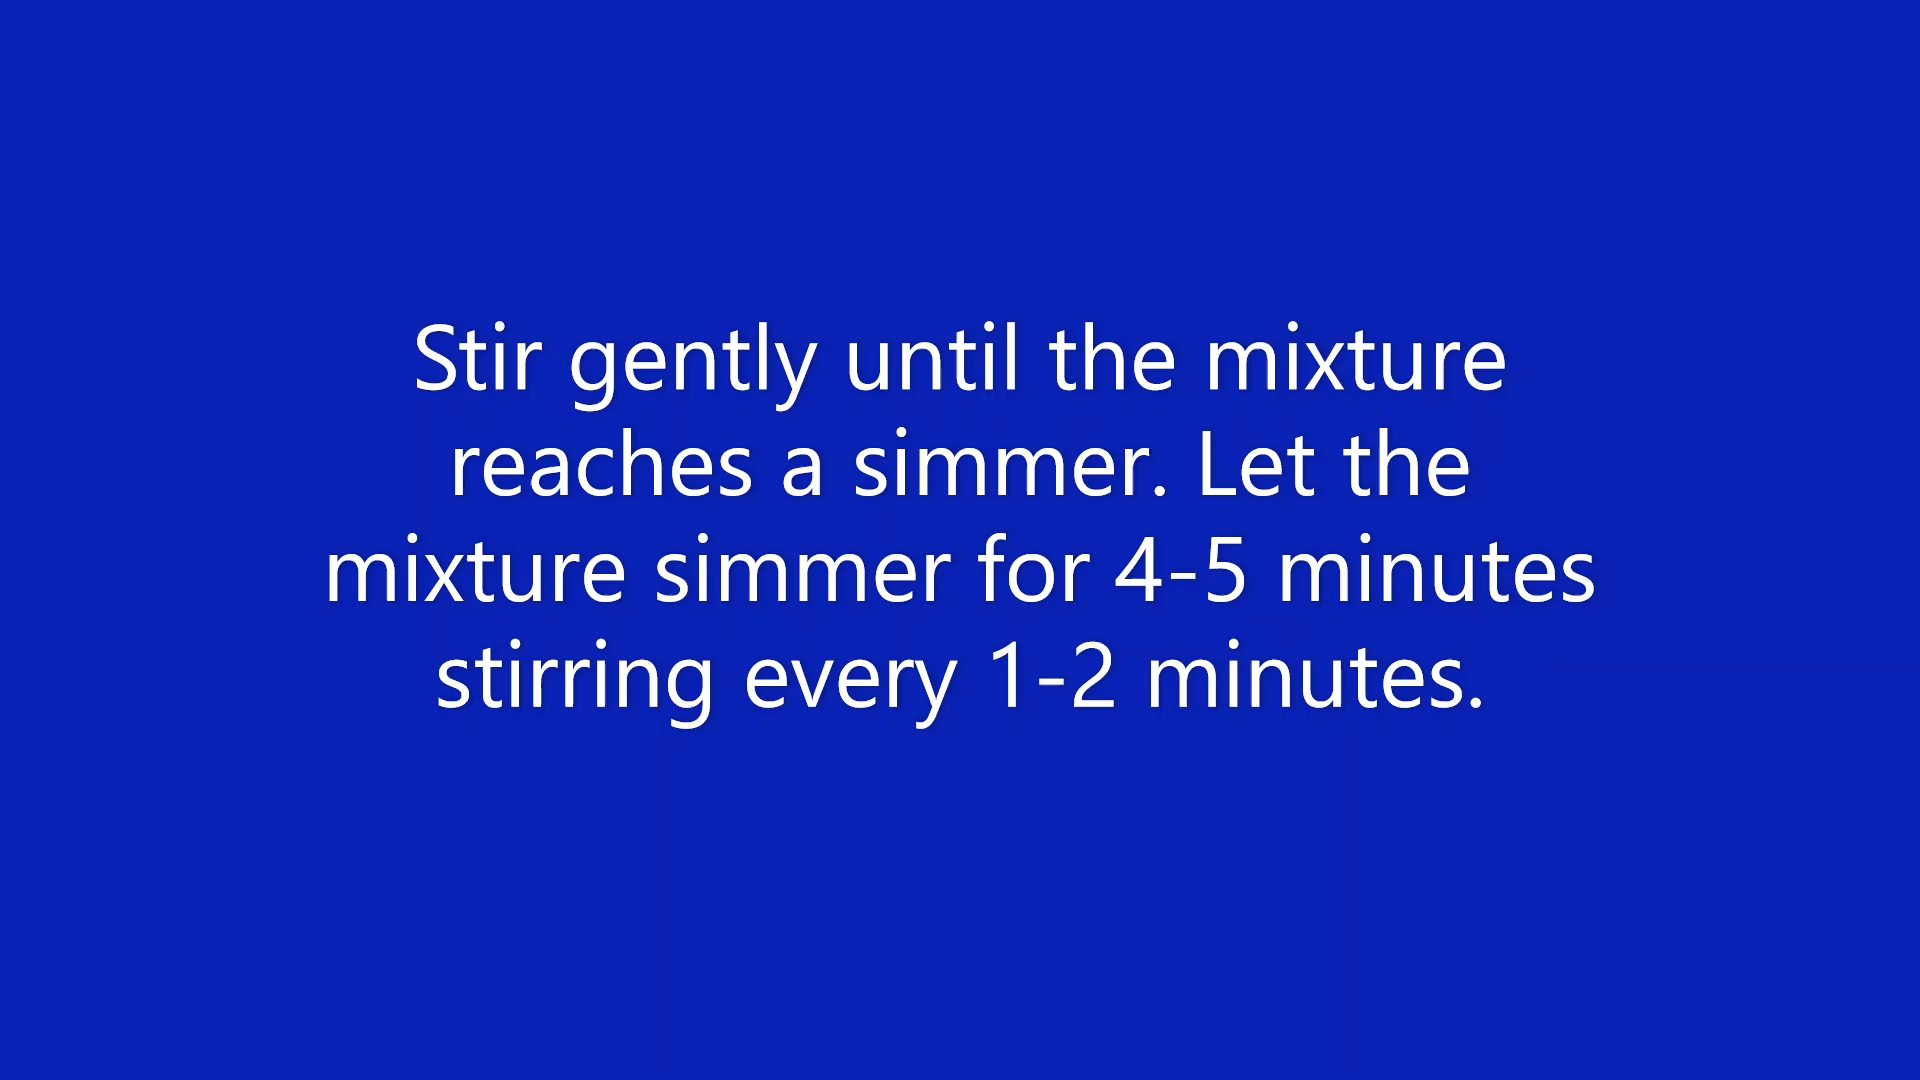 Stir gently until the mixture
reaches a simmer. Let the
mixture simmer for 4-5 minutes
stirring every 1-2 minutes.